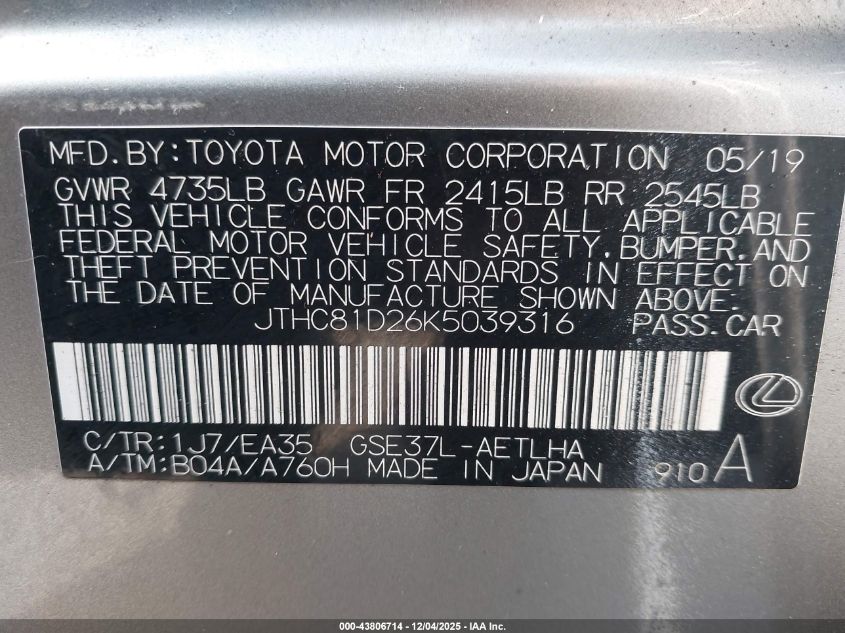 MFD.BY:TOYOTA MOTOR CORPORATION 05/19
GVWR 4735LB GAWR FR 2415LB RR 2545LB
THIS VEHICLE CONFORMS TO ALL APPLICABLE
FEDERAL MOTOR VEHICLE SAFETY,BUMPER,AND
THEFT PREVENTION STANDARDS IN EFFECT ON
THE DATE OF MANUFACTURE SHOWN ABOVE.
JTHC81D26K5039316 PASS.CAR
C/TR:1J7/EA35 GSE37L-AETLHA
A/TM:B04A/A760H MADE IN JAPAN 910A
000-43806714 - 12/04/2025 - IAA Inc.